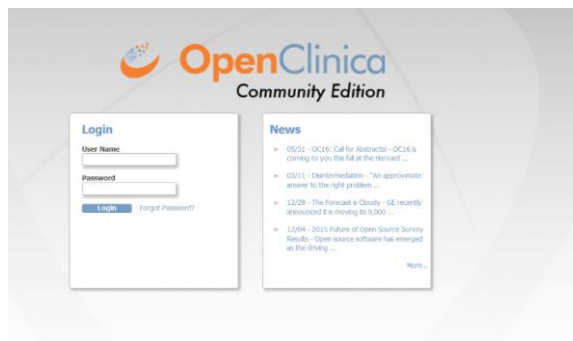 OpenClinica
Community Edition
Login
User Name
Password
Login Forgot Password?
News
05/31 - OC16: Call for Abstracts! - OC16 is
coming to you this fall at the Harvard ...
03/11 - Disintermediation - "An approximate
answer to the right problem ...
12/28 - The Forecast is Cloudy - GE recently
announced it is moving its 9,000 ...
12/04 - 2015 Future of Open Source Survey
Results - Open source software has emerged
as the driving ...
More...